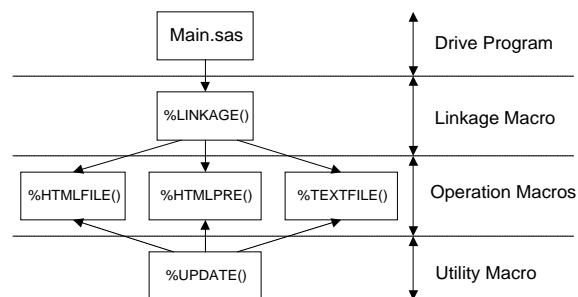 Main.sas
Drive Program
%LINKAGE()
Linkage Macro
%HTMLFILE()
%HTMLPRE()
%TEXTFILE()
Operation Macros
%UPDATE()
Utility Macro